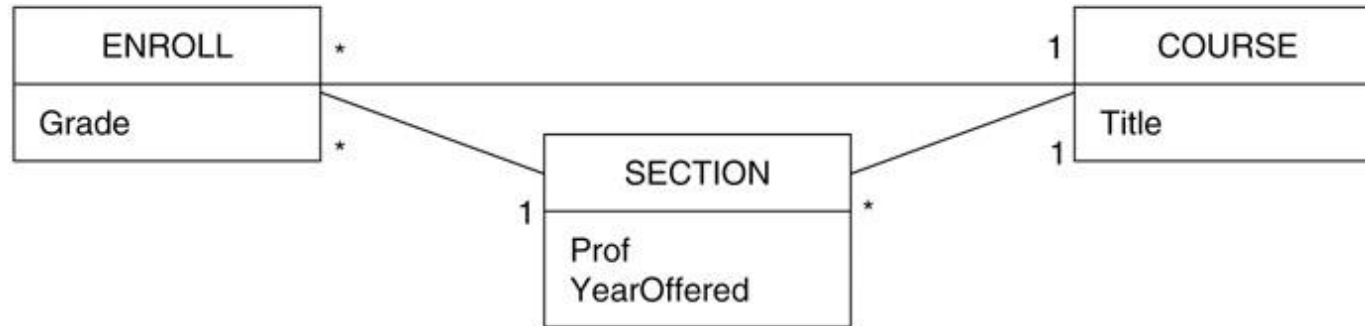 ENROLL
*
1
COURSE
Grade
*
Title
1
SECTION
1
*
Prof
YearOffered